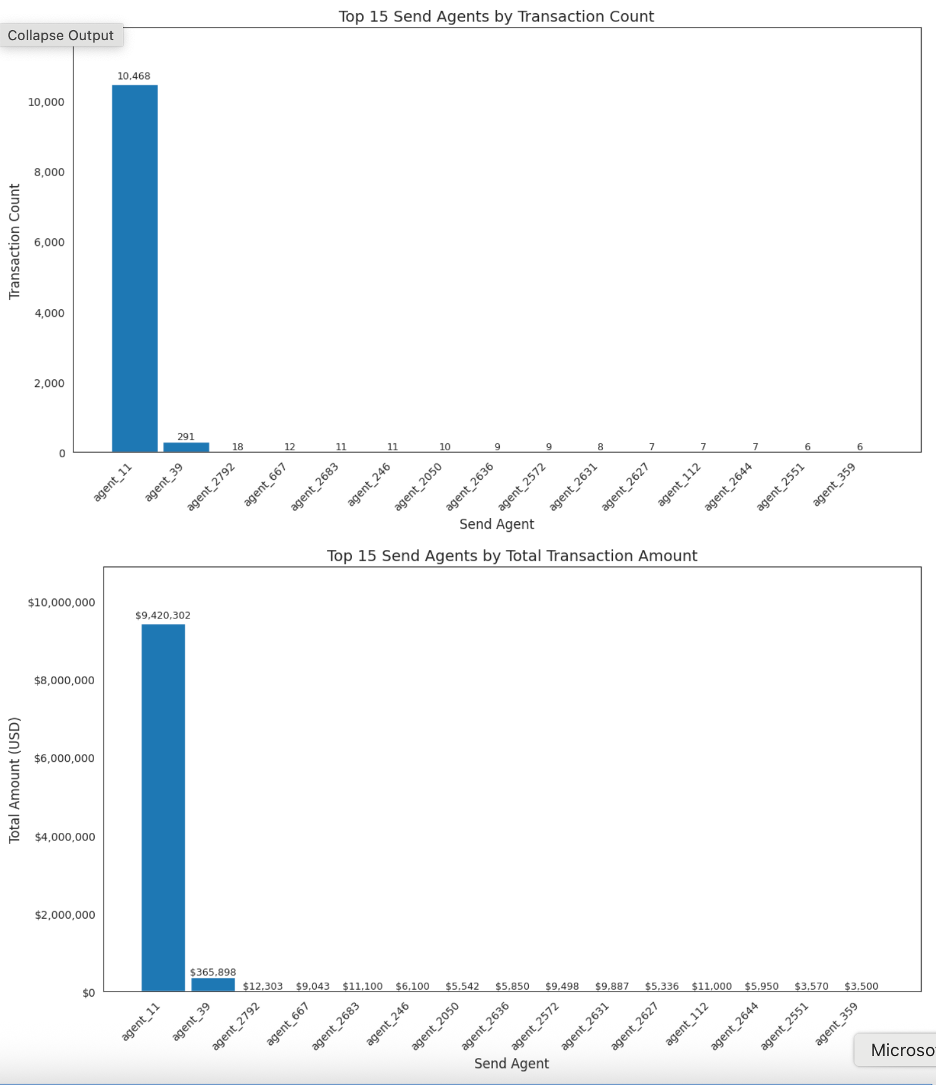 Top 15 Send Agents by Transaction Count
Collapse Output
10,468
10,000
8,000
6,000
4,000
2,000
0
Transaction Count
291
18
12
11
11
10
9
9
8
7
7
7
6
6
agent_11
agent_39
agent_2792
agent_667
agent_2683
agent_246
agent_2050
agent_2636
agent_2572
agent_2631
agent_2627
agent_112
agent_2644
agent_2551
agent_359
Send Agent
Top 15 Send Agents by Total Transaction Amount
$10,000,000
$8,000,000
$6,000,000
$4,000,000
$2,000,000
$0
Total Amount (USD)
$9,420,302
$365,898
$12,303
$9,043
$11,100
$6,100
$5,542
$5,850
$9,498
$9,887
$5,336
$11,000
$5,950
$3,570
$3,500
agent_11
agent_39
agent_2792
agent_667
agent_2683
agent_246
agent_2050
agent_2636
agent_2572
agent_2631
agent_2627
agent_112
agent_2644
agent_2551
agent_359
Send Agent